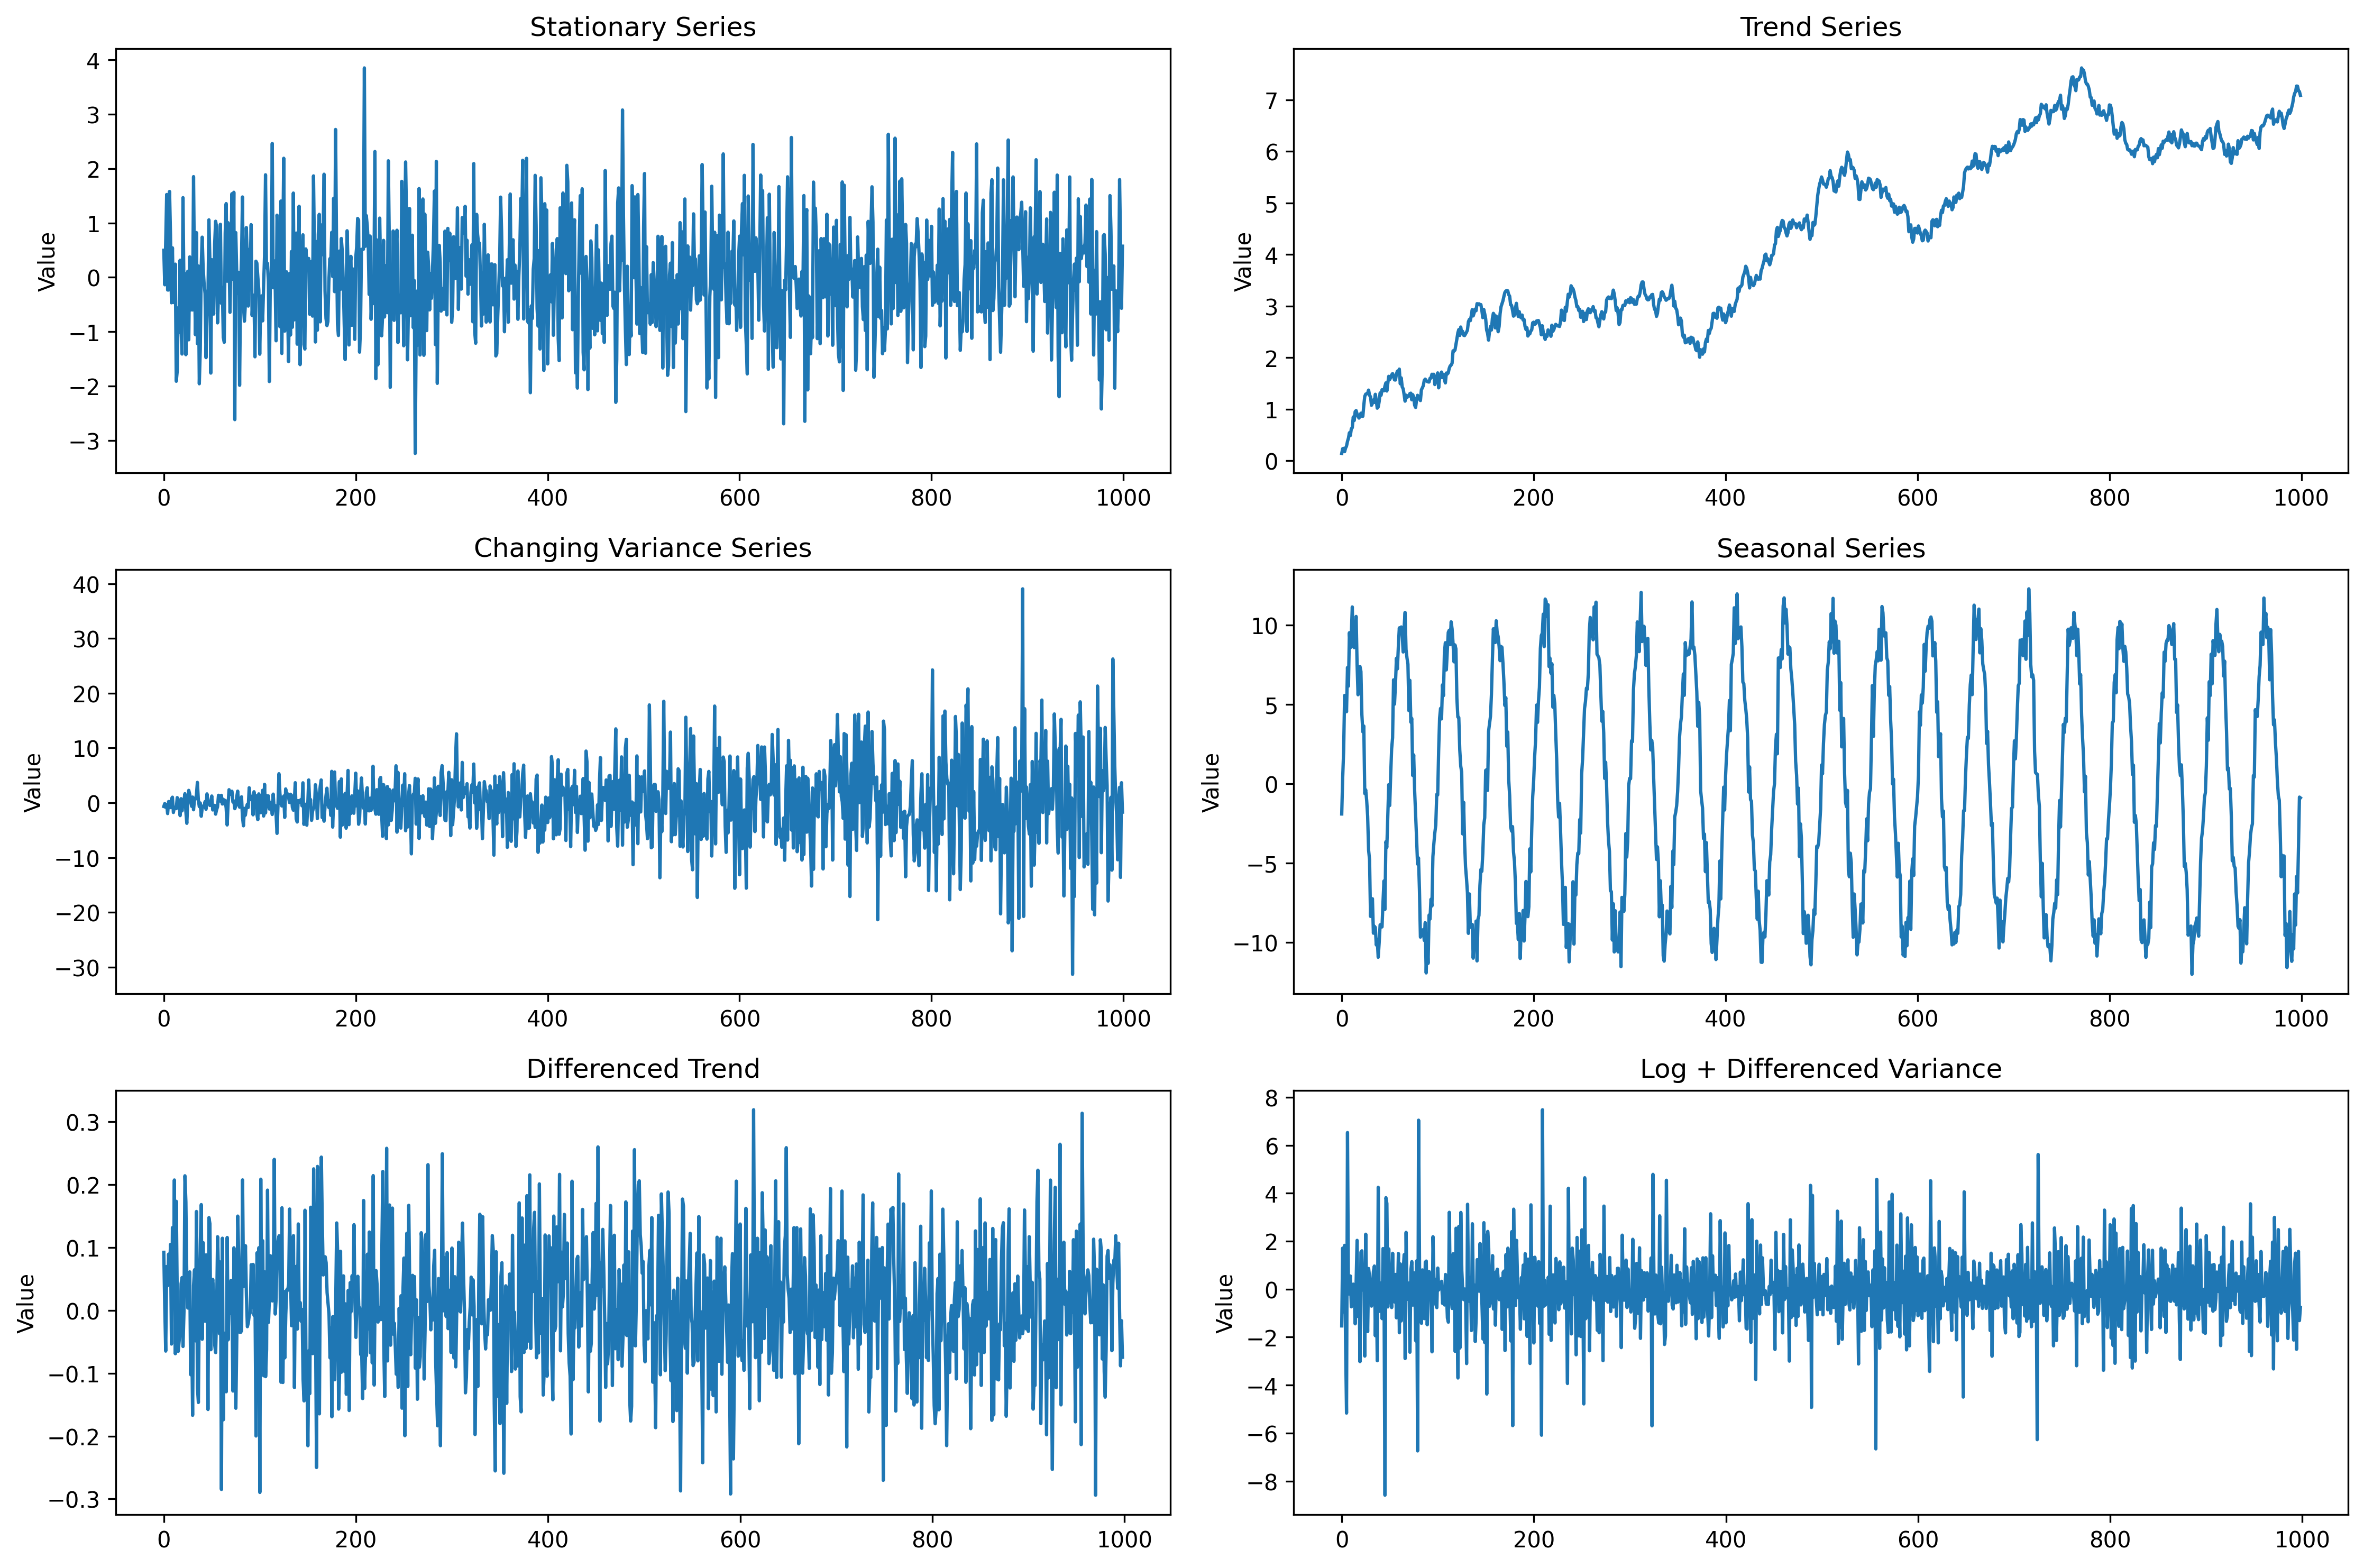 Stationary Series
Value
4
3
2
1
0
−1
−2
−3
0 200 400 600 800 1000
Trend Series
Value
7
6
5
4
3
2
1
0
0 200 400 600 800 1000
Changing Variance Series
Value
40
30
20
10
0
−10
−20
−30
0 200 400 600 800 1000
Seasonal Series
Value
10
5
0
−5
−10
0 200 400 600 800 1000
Differenced Trend
Value
0.3
0.2
0.1
0.0
−0.1
−0.2
−0.3
0 200 400 600 800 1000
Log + Differenced Variance
Value
8
6
4
2
0
−2
−4
−6
−8
0 200 400 600 800 1000